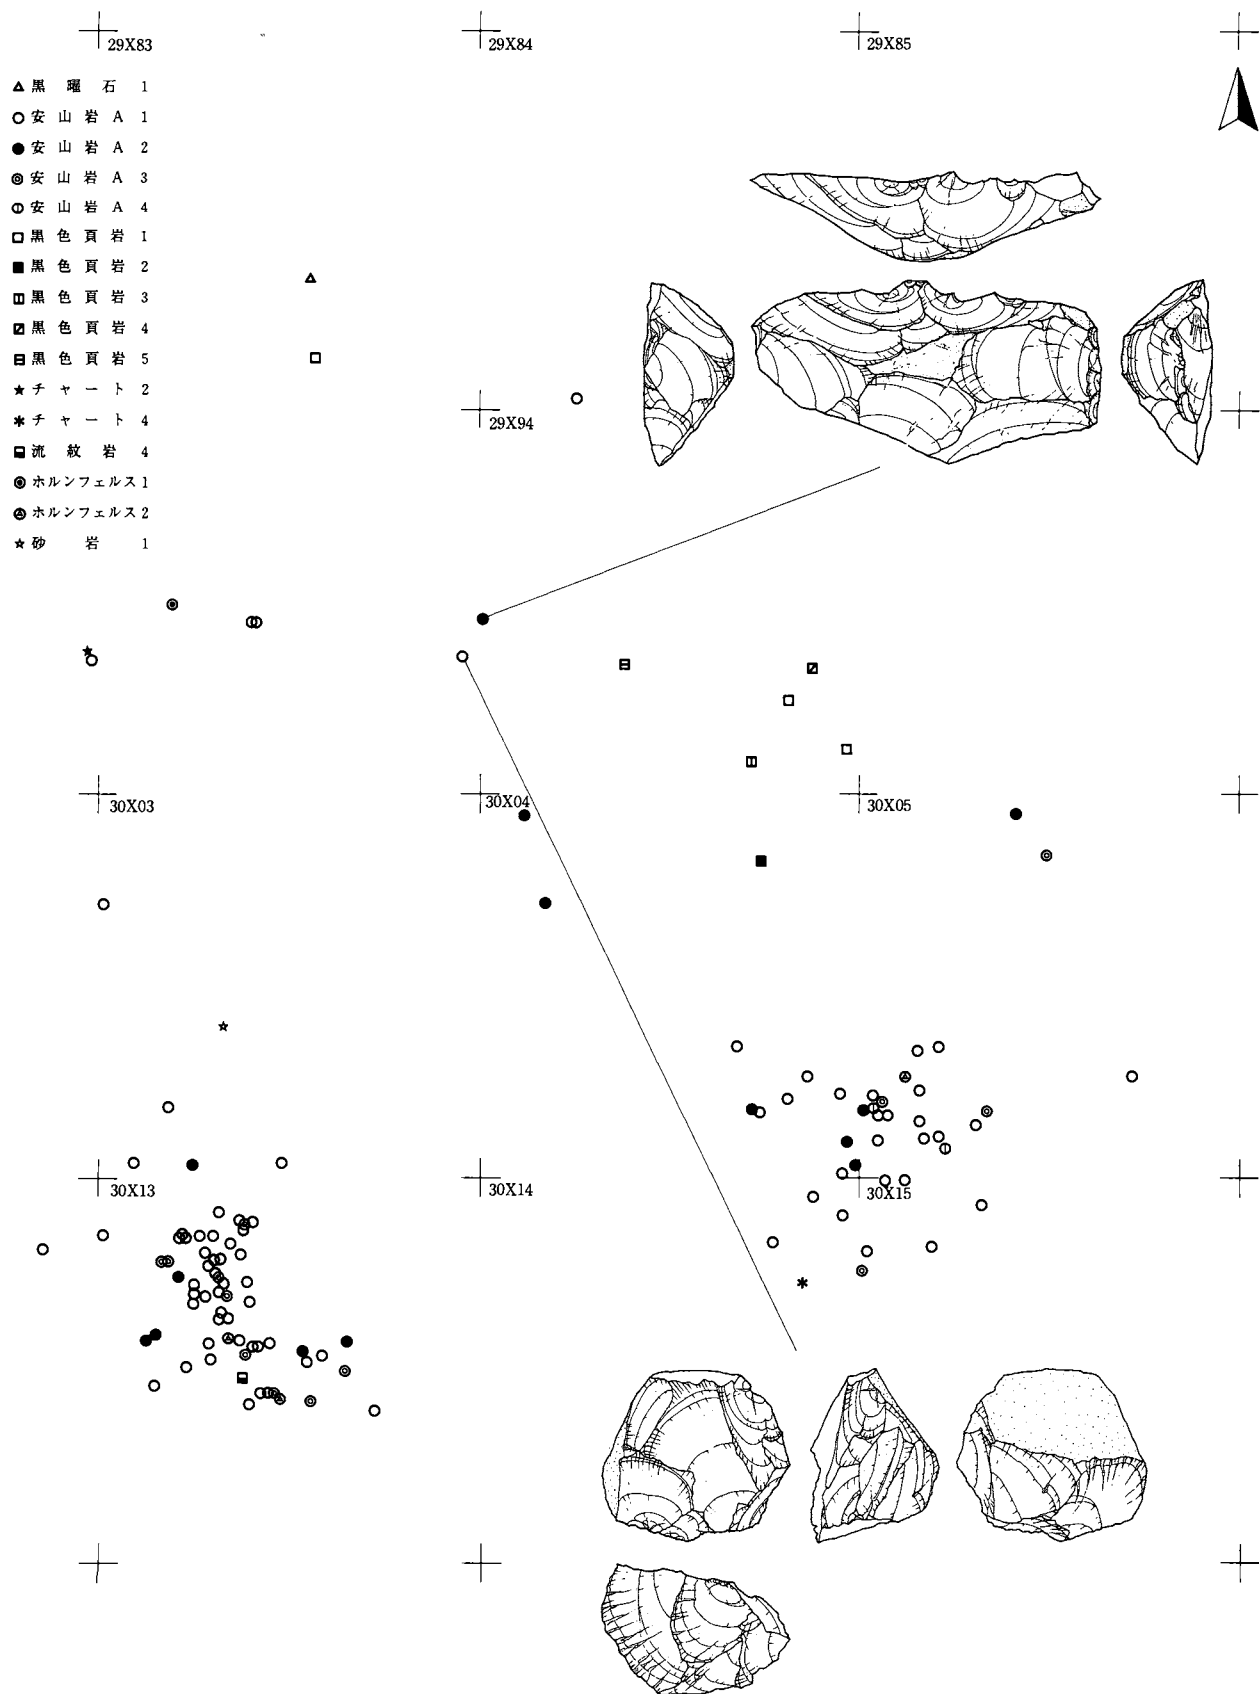 29X83
29X84
29X85
黒曜石 1
安山岩A 1
安山岩A 2
安山岩A 3
安山岩A 4
黒色頁岩 1
黒色頁岩 2
黒色頁岩 3
黒色頁岩 4
黒色頁岩 5
チャート 2
チャート 4
流紋岩 4
ホルンフェルス 1
ホルンフェルス 2
砂岩 1
29X94
30X03
30X04
30X05
30X13
30X14
30X15